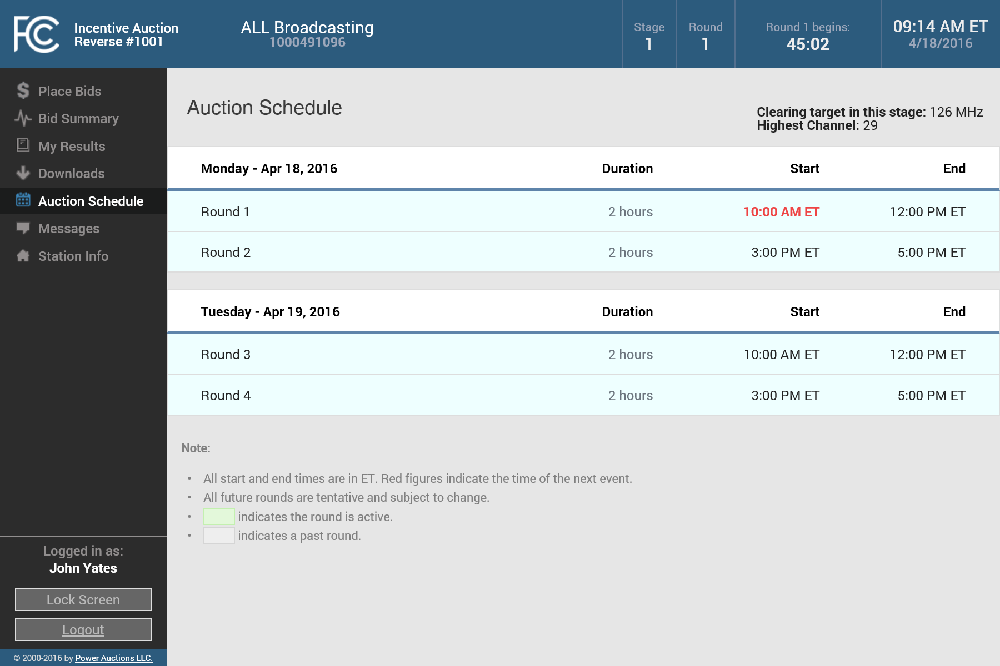 FCC
Incentive Auction
Reverse #1001
ALL Broadcasting
1000491096
Stage
1
Round
1
Round 1 begins:
45:02
09:14 AM ET
4/18/2016
Place Bids
Bid Summary
My Results
Downloads
Auction Schedule
Messages
Station Info
Logged in as:
John Yates
Lock Screen
Logout
© 2000-2016 by Power Auctions LLC.
Auction Schedule
Clearing target in this stage: 126 MHz
Highest Channel: 29
Monday - Apr 18, 2016 Duration Start End
Round 1 2 hours 10:00 AM ET 12:00 PM ET
Round 2 2 hours 3:00 PM ET 5:00 PM ET
Tuesday - Apr 19, 2016 Duration Start End
Round 3 2 hours 10:00 AM ET 12:00 PM ET
Round 4 2 hours 3:00 PM ET 5:00 PM ET
Note:
• All start and end times are in ET. Red figures indicate the time of the next event.
• All future rounds are tentative and subject to change.
• indicates the round is active.
• indicates a past round.